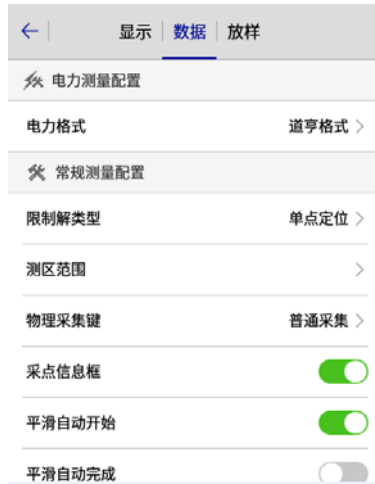 显示 数据 放样
电力测量配置
电力格式 道亨格式
常规测量配置
限制解类型 单点定位
测区范围
物理采集键 普通采集
采点信息框
平滑自动开始
平滑自动完成